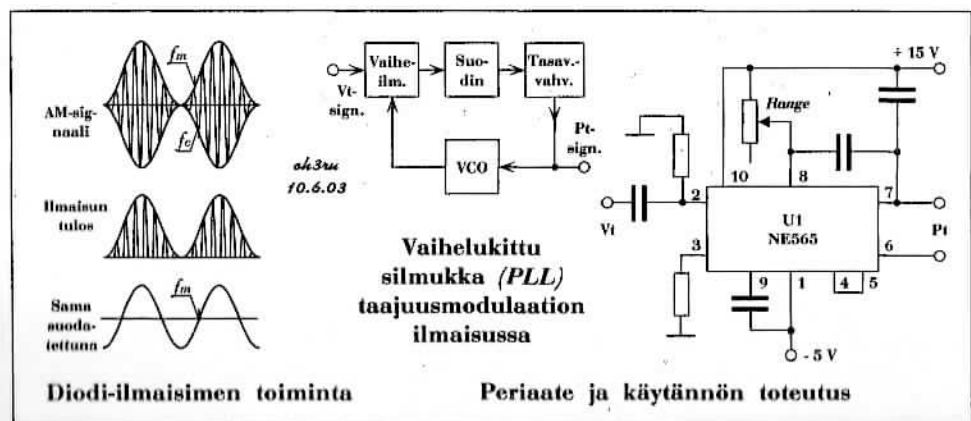 AM-sig-
naali
fm
fc
Ilmaisun
tulos
Sama
suoda-
tettuna
fm
Diodi-ilmaisimen toiminta
Vt-
sign.
Vaihe-
ilm.
Suo-
din
Tasav.-
vahv.
VCO
Pt-
sign.
oh3ru
10.6.03
Vaihelukittu
silmukka (PLL)
taajuusmodulaation
ilmaisussa
+ 15 V
Range
10
8
2
7
Vt
U1
NE565
Pt
3
6
9
1
4
5
- 5 V
Periaate ja käytännön toteutus